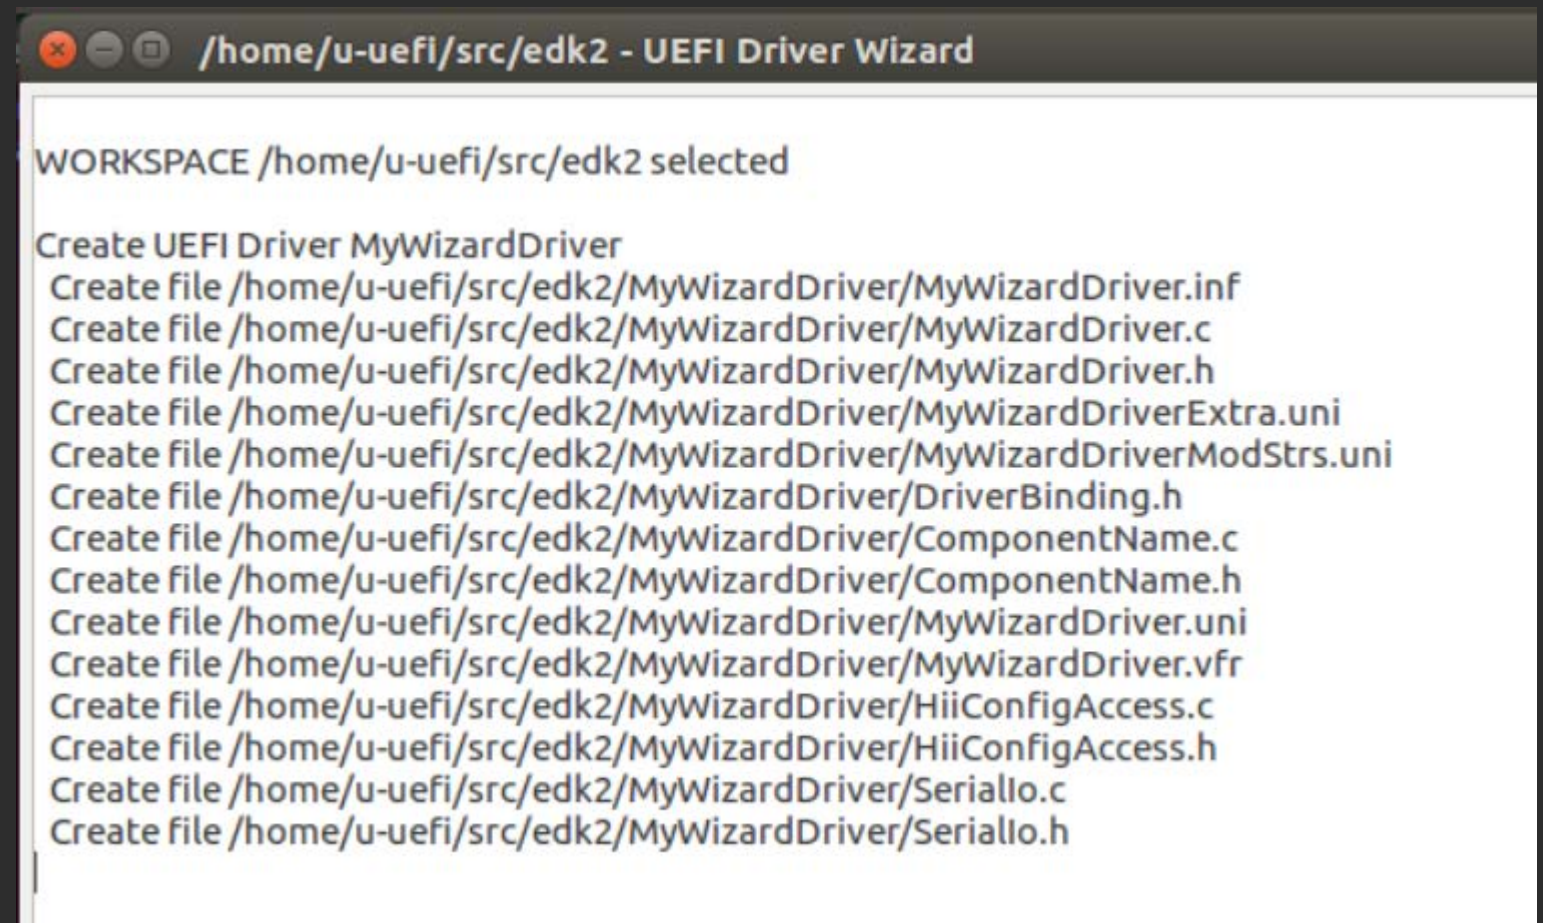 /home/u-uefi/src/edk2 - UEFI Driver Wizard
WORKSPACE /home/u-uefi/src/edk2 selected
Create UEFI Driver MyWizardDriver
Create file /home/u-uefi/src/edk2/MyWizardDriver/MyWizardDriver.inf
Create file /home/u-uefi/src/edk2/MyWizardDriver/MyWizardDriver.c
Create file /home/u-uefi/src/edk2/MyWizardDriver/MyWizardDriver.h
Create file /home/u-uefi/src/edk2/MyWizardDriver/MyWizardDriverExtra.uni
Create file /home/u-uefi/src/edk2/MyWizardDriver/MyWizardDriverModStrs.uni
Create file /home/u-uefi/src/edk2/MyWizardDriver/DriverBinding.h
Create file /home/u-uefi/src/edk2/MyWizardDriver/ComponentName.c
Create file /home/u-uefi/src/edk2/MyWizardDriver/ComponentName.h
Create file /home/u-uefi/src/edk2/MyWizardDriver/MyWizardDriver.uni
Create file /home/u-uefi/src/edk2/MyWizardDriver/MyWizardDriver.vfr
Create file /home/u-uefi/src/edk2/MyWizardDriver/HiiConfigAccess.c
Create file /home/u-uefi/src/edk2/MyWizardDriver/HiiConfigAccess.h
Create file /home/u-uefi/src/edk2/MyWizardDriver/SerialIo.c
Create file /home/u-uefi/src/edk2/MyWizardDriver/SerialIo.h